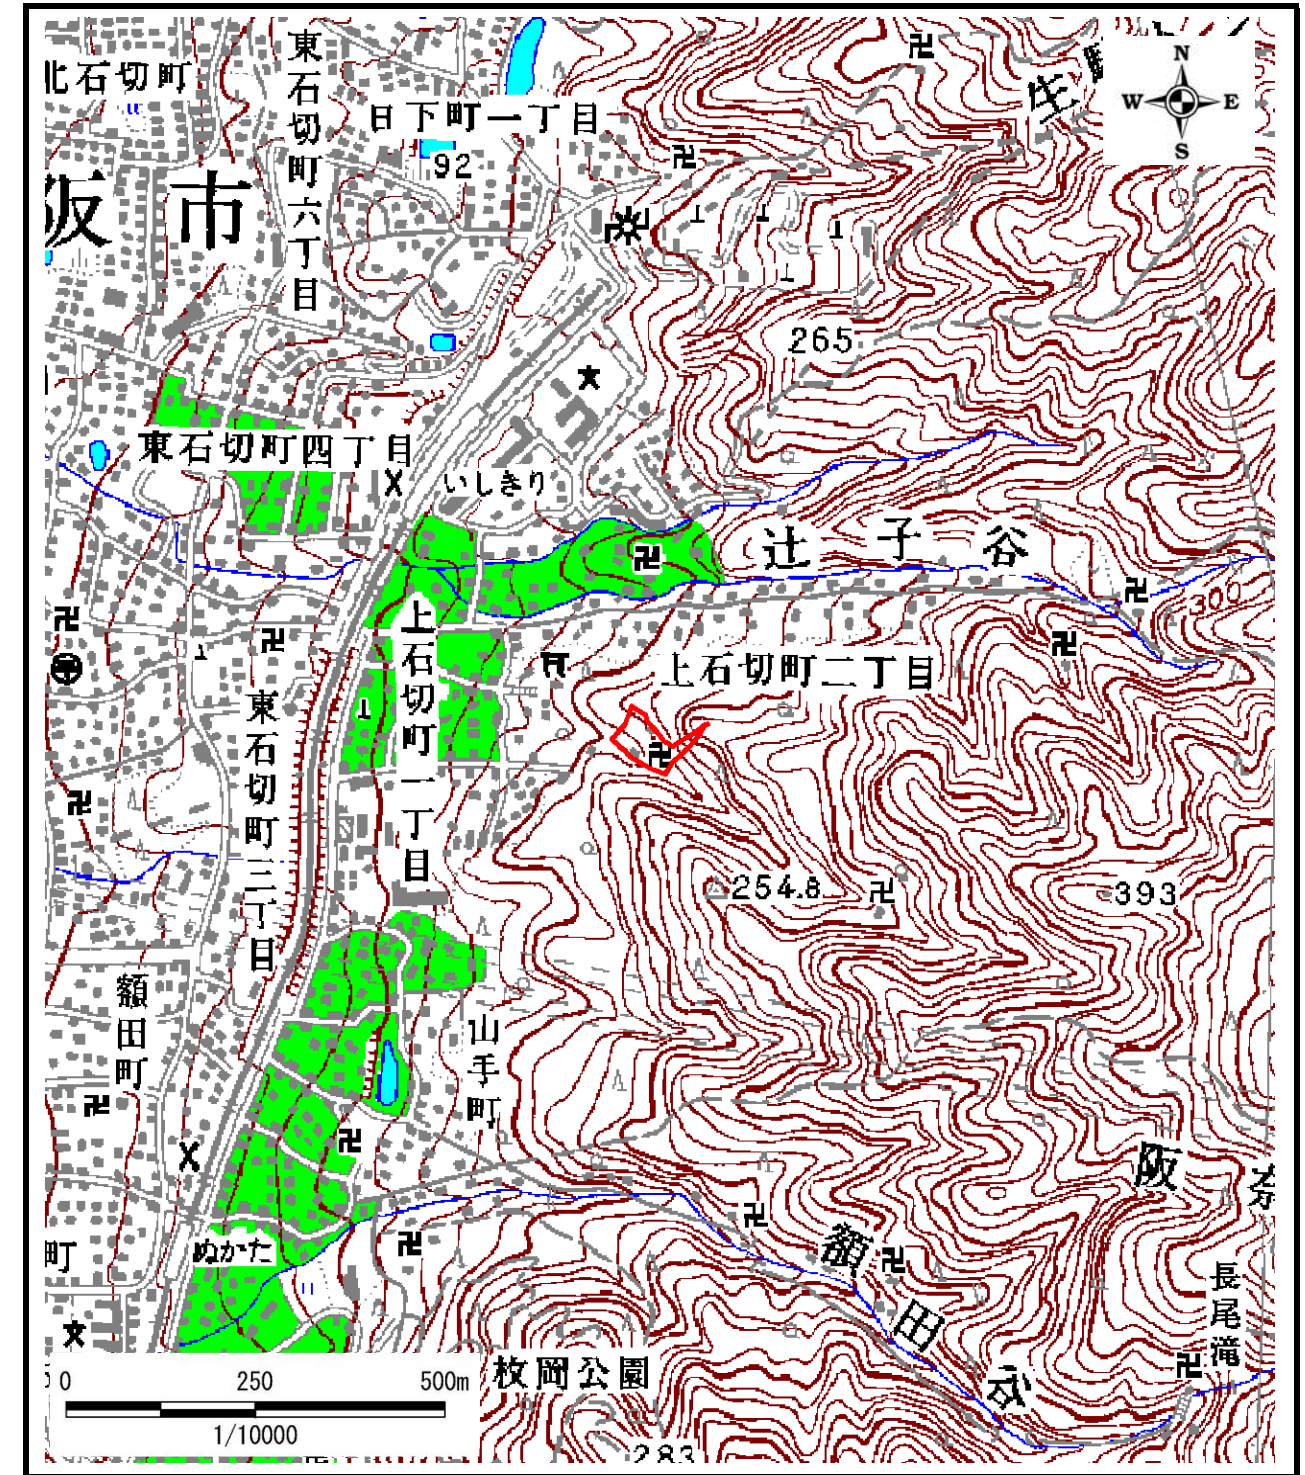 北石切町
東石切町六丁目
日下町一丁目
92
生
N
W
E
S
阪市
265
東石切町四丁目
いしきり
辻子谷
300
上石切町一丁目
上石切町二丁目
東石切町三丁目
254.8
393
額田町
山手町
阪
奈
ぬかた
町
額田谷
長尾滝
枚岡公園
283
0
250
500m
1/10000